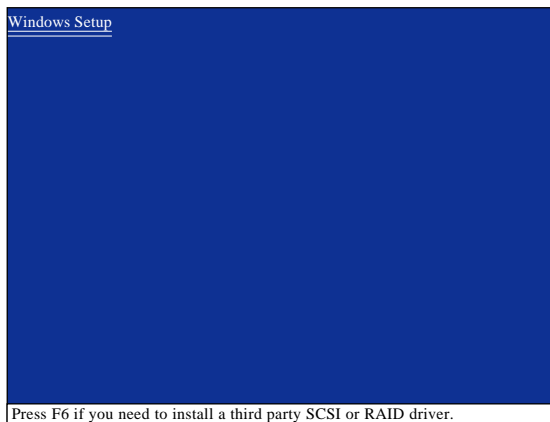 Windows Setup
Press F6 if you need to install a third party SCSI or RAID driver.